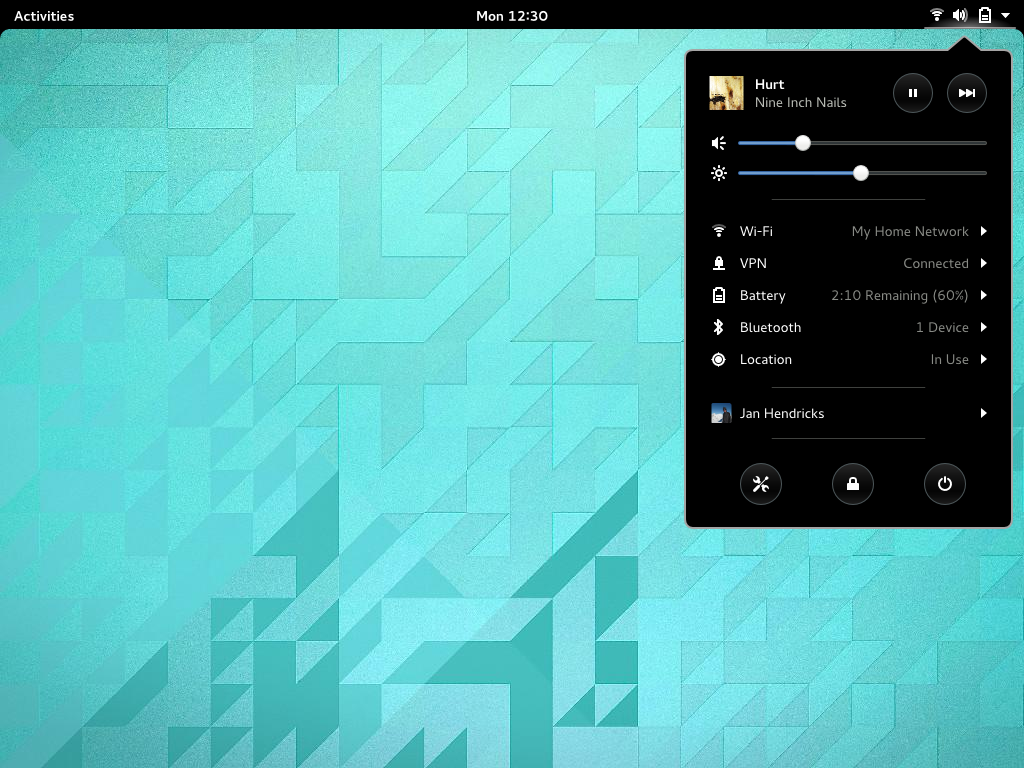 Activities
Mon 12:30
Hurt
Nine Inch Nails
Wi-Fi My Home Network
VPN Connected
Battery 2:10 Remaining (60%)
Bluetooth 1 Device
Location In Use
Jan Hendricks